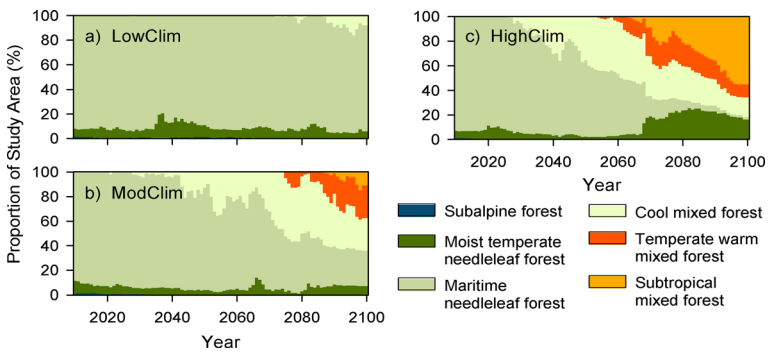 Proportion of Study Area (%)
100
80
60
40
20
0
a) LowClim
100
80
60
40
20
0
b) ModClim
2020
2040
2060
2080
2100
Year
100
80
60
40
20
0
c) HighClim
2020
2040
2060
2080
2100
Year
Subalpine forest
Moist temperate
needleleaf forest
Maritime
needleleaf forest
Cool mixed forest
Temperate warm
mixed forest
Subtropical
mixed forest